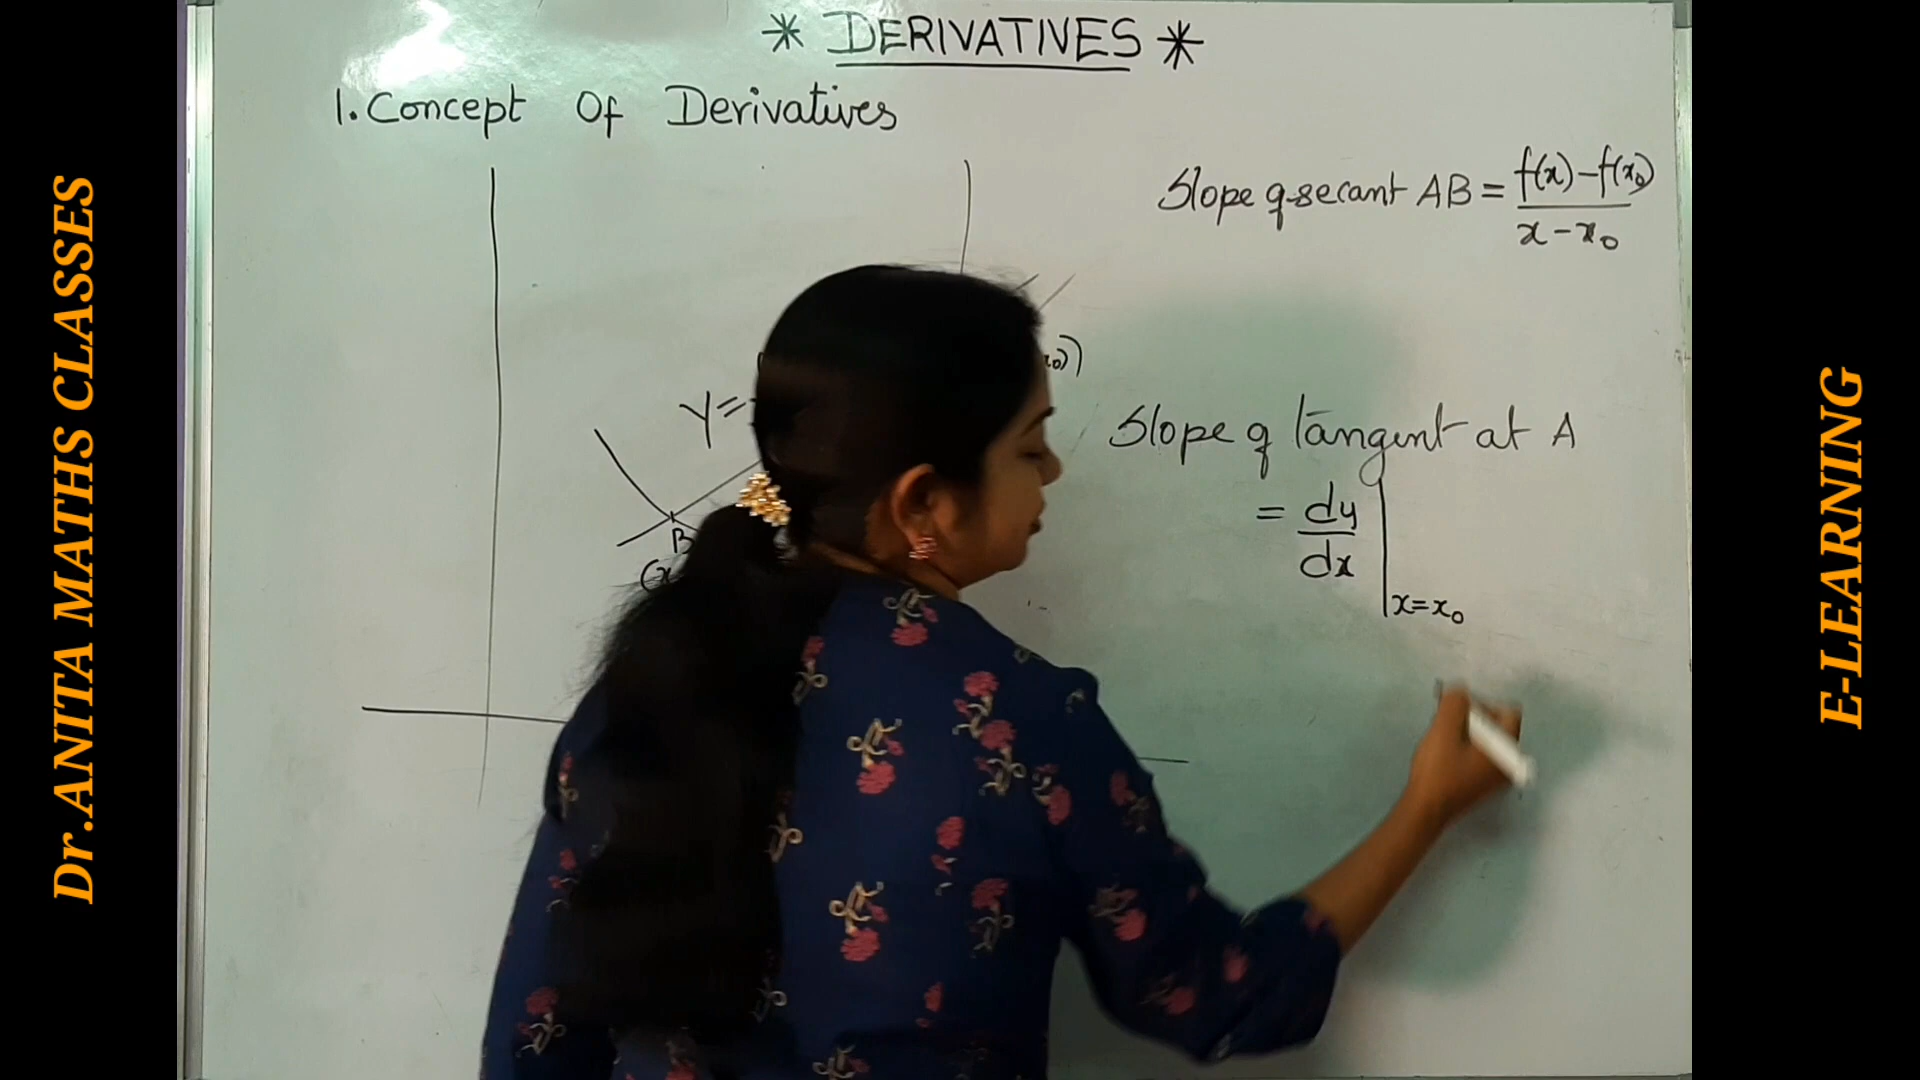 * DERIVATIVES *
1. Concept Of Derivatives
Slope of secant AB = f(x)-f(x₀)
x-x₀
x₀))
Y=
B
(x
Slope of tangent at A
= dy
dx
x=x₀
Dr.ANITA MATHS CLASSES
E-LEARNING